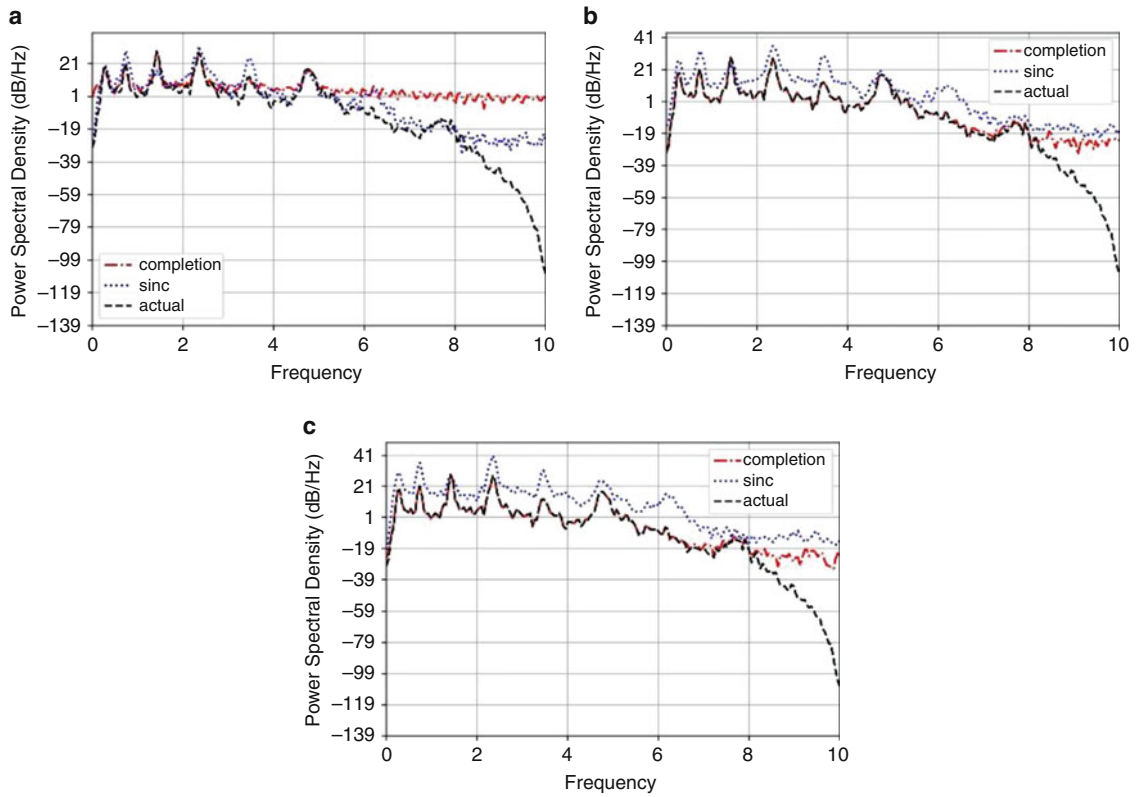 a
Power Spectral Density (dB/Hz)
21
1
−19
−39
−59
−79
−99
−119
−139
completion
sinc
actual
0 2 4 6 8 10
Frequency
b
Power Spectral Density (dB/Hz)
41
21
1
−19
−39
−59
−79
−99
−119
−139
completion
sinc
actual
0 2 4 6 8 10
Frequency
c
Power Spectral Density (dB/Hz)
41
21
1
−19
−39
−59
−79
−99
−119
−139
completion
sinc
actual
0 2 4 6 8 10
Frequency